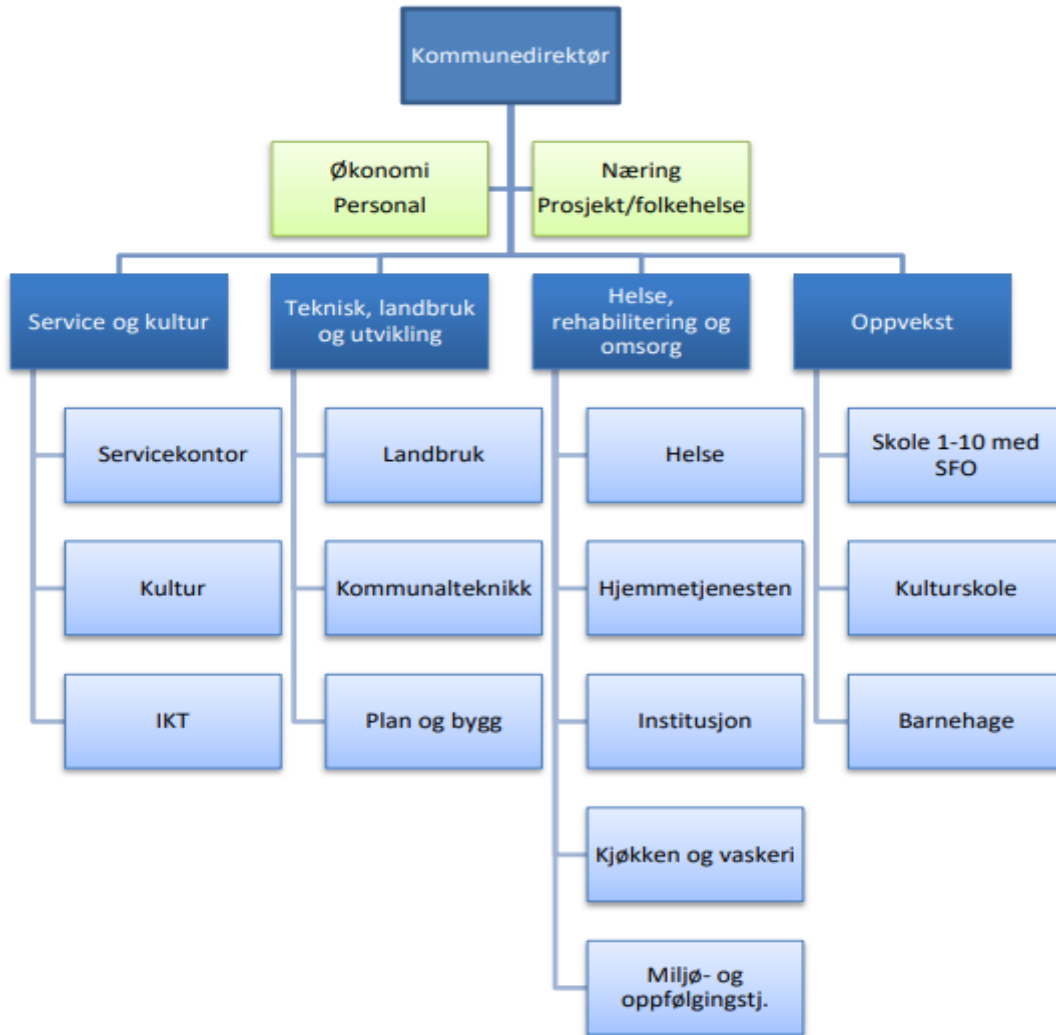 Kommunedirektør
Økonomi
Personal
Næring
Prosjekt/folkehelse
Service og kultur
Teknisk, landbruk
og utvikling
Helse,
rehabilitering og
omsorg
Oppvekst
Servicekontor
Landbruk
Helse
Skole 1-10 med
SFO
Kultur
Kommunalteknikk
Hjemmetjenesten
Kulturskole
IKT
Plan og bygg
Institusjon
Barnehage
Kjøkken og vaskeri
Miljø- og
oppfølgingstj.